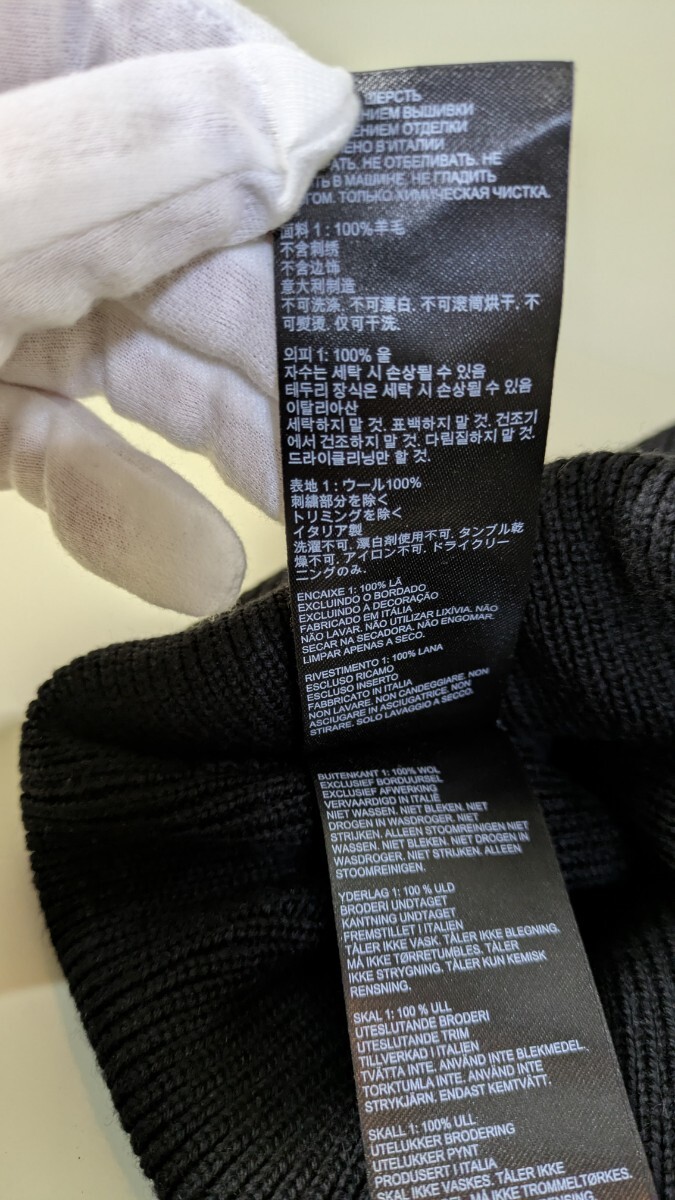 ШЕРСТЬ
ВЫШИВКИ
ОТДЕЛКИ
В ИТАЛИИ
НЕ ОТБЕЛИВАТЬ. НЕ
В МАШИНЕ. НЕ ГЛАДИТЬ
ТОЛЬКО ХИМИЧЕСКАЯ ЧИСТКА.
面料 1 : 100%羊毛
不含刺绣
不含边饰
意大利制造
不可洗涤. 不可漂白. 不可滚筒烘干. 不
可熨烫. 仅可干洗.
외피 1: 100% 울
자수는 세탁 시 손상될 수 있음
테두리 장식은 세탁 시 손상될 수 있음
이탈리아산
세탁하지 말 것. 표백하지 말 것. 건조기
에서 건조하지 말 것. 다림질하지 말 것.
드라이클리닝만 할 것.
表地 1 : ウール100%
刺繍部分を除く
トリミングを除く
イタリア製
洗濯不可. 漂白剤使用不可. タンブル乾
燥不可. アイロン不可. ドライクリー
ニングのみ.
ENCAIXE 1: 100% LÃ
EXCLUINDO O BORDADO
EXCLUINDO A DECORAÇÃO
FABRICADO EM ITÁLIA
NÃO LAVAR. NÃO UTILIZAR LIXÍVIA. NÃO
SECAR NA SECADORA. NÃO ENGOMAR.
LIMPAR APENAS A SECO.
RIVESTIMENTO 1: 100% LANA
ESCLUSO RICAMO
ESCLUSO INSERTO
FABBRICATO IN ITALIA
NON LAVARE. NON CANDEGGIARE. NON
ASCIUGARE IN ASCIUGATRICE. NON
STIRARE. SOLO LAVAGGIO A SECCO.
BUITENKANT 1: 100% WOL
EXCLUSIEF BORDUURSEL
EXCLUSIEF AFWERKING
VERVAARDIGD IN ITALIË
NIET WASSEN. NIET BLEKEN. NIET
DROGEN IN WASDROGER. NIET
STRIJKEN. ALLEEN STOOMREINIGEN NIET
WASSEN. NIET BLEKEN. NIET DROGEN IN
WASDROGER. NIET STRIJKEN. ALLEEN
STOOMREINIGEN.
YDERLAG 1: 100 % ULD
BRODERI UNDTAGET
KANTNING UNDTAGET
FREMSTILLET I ITALIEN
TÅLER IKKE VASK. TÅLER IKKE BLEGNING.
MÅ IKKE TØRRETUMBLES. TÅLER
IKKE STRYGNING. TÅLER KUN KEMISK
RENSNING.
SKAL 1: 100 % ULL
UTESLUTANDE BRODERI
UTESLUTANDE TRIM
TILLVERKAD I ITALIEN
TVÄTTA INTE. ANVÄND INTE BLEKMEDEL.
TORKTUMLA INTE. ANVÄND INTE
STRYKJÄRN. ENDAST KEMTVÄTT.
SKALL 1: 100% ULL
UTELUKKER BRODERING
UTELUKKER PYNT
PRODUSERT I ITALIA
SKAL IKKE VASKES. TÅLER IKKE
MÅ IKKE TROMMELTØRKES.